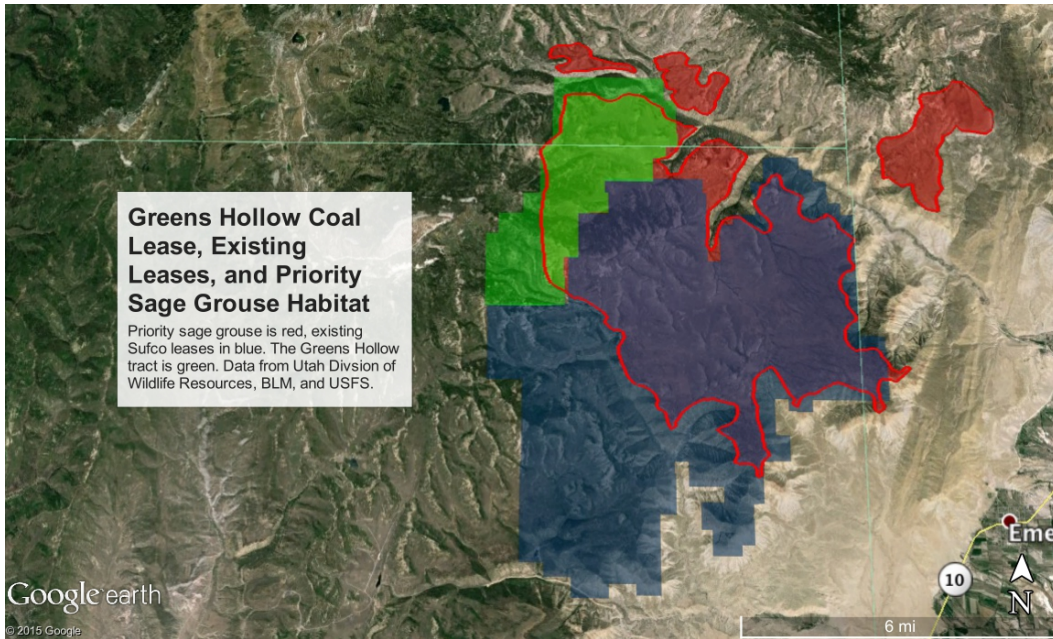 Greens Hollow Coal
Lease, Existing
Leases, and Priority
Sage Grouse Habitat
Priority sage grouse is red, existing
Sufco leases in blue. The Greens Hollow
tract is green. Data from Utah Divsion of
Wildlife Resources, BLM, and USFS.
Eme
10
N
6 mi
Google earth
© 2015 Google